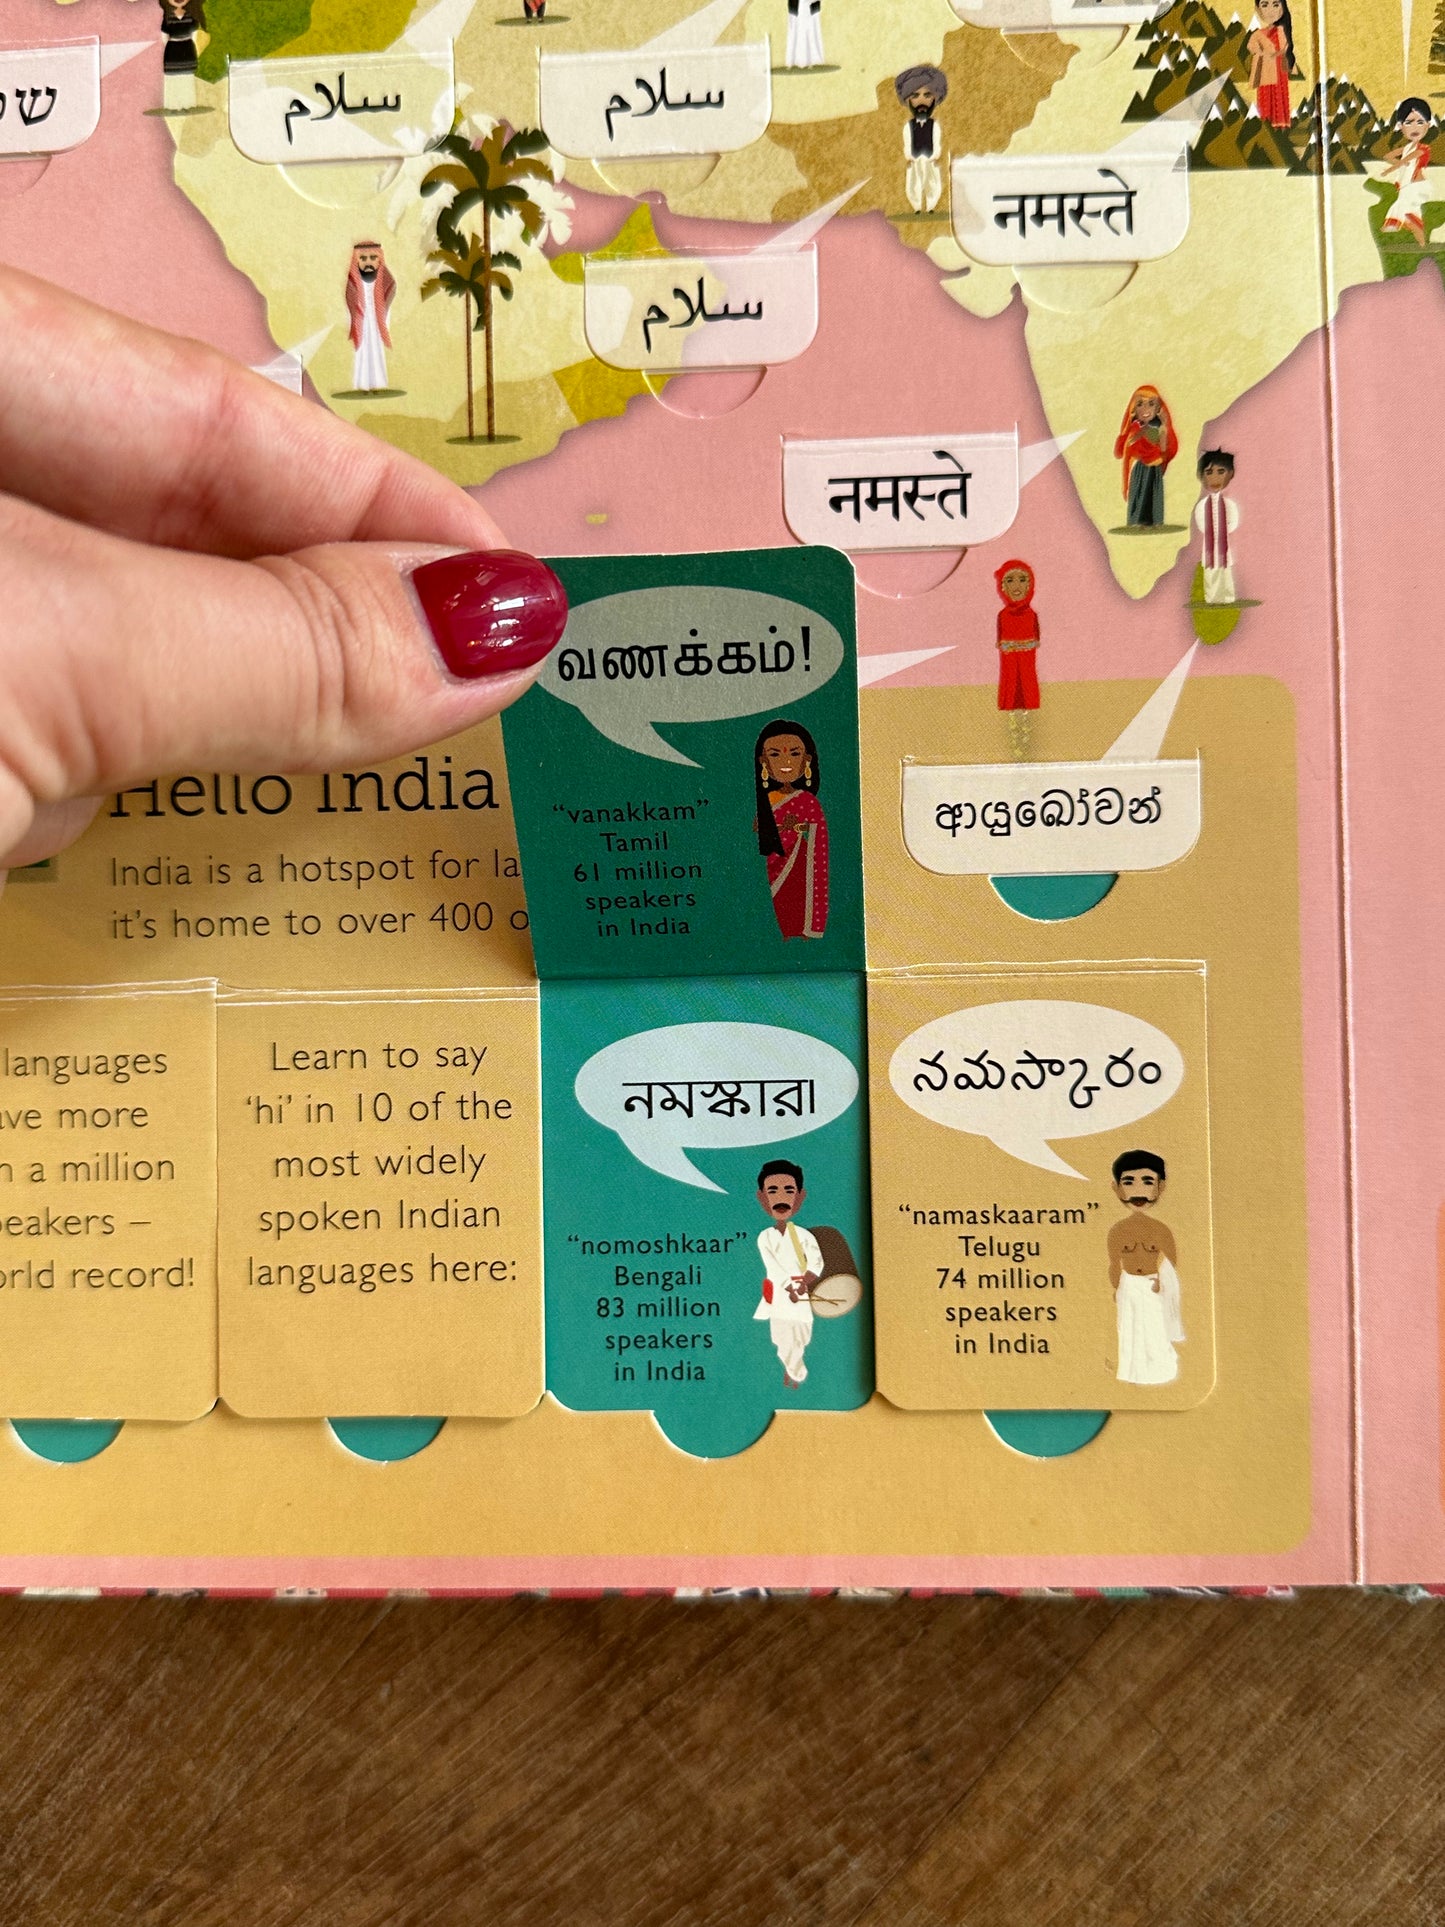 سلام
سلام
नमस्ते
سلام
नमस्ते
வணக்கம்!
"vanakkam"
Tamil
61 million
speakers
in India
ආයුබෝවන්
Hello India
India is a hotspot for la
it's home to over 400 o
languages
ave more
n a million
peakers –
orld record!
Learn to say
'hi' in 10 of the
most widely
spoken Indian
languages here:
নমস্কার।
"nomoshkaar"
Bengali
83 million
speakers
in India
నమస్కారం
"namaskaaram"
Telugu
74 million
speakers
in India